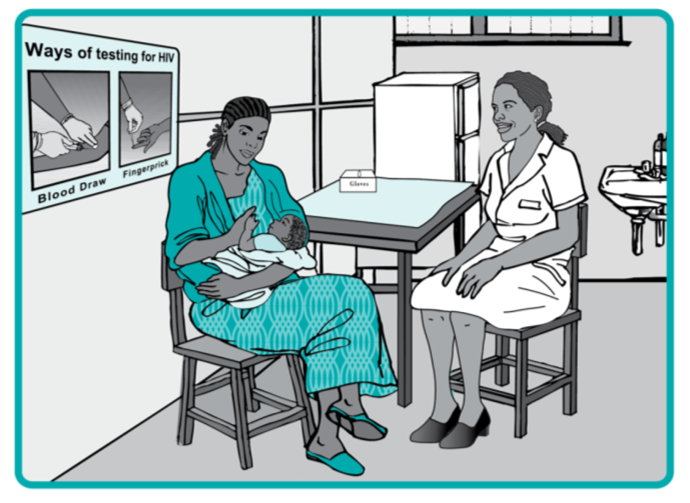 Ways of testing for HIV
Blood Draw
Fingerprick
Gloves